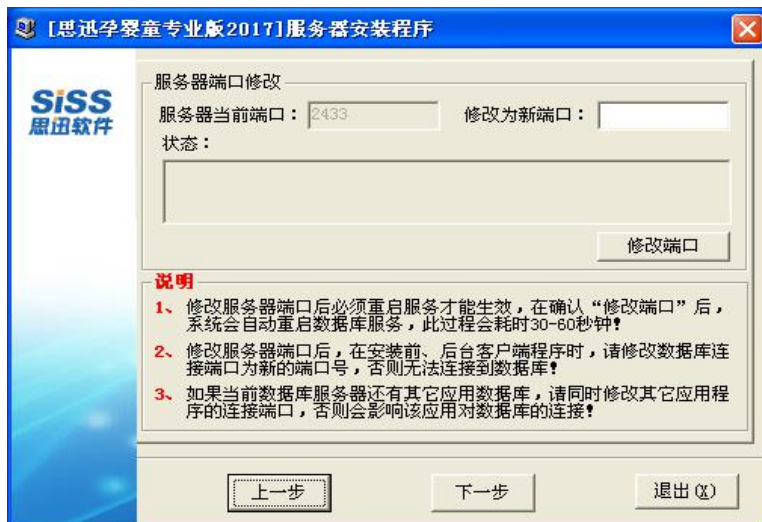 [思迅孕婴童专业版2017]服务器安装程序
SiSS
思迅软件
服务器端口修改
服务器当前端口： 2433 修改为新端口：
状态：
修改端口
说明
1、 修改服务器端口后必须重启服务才能生效，在确认“修改端口”后，
系统会自动重启数据库服务，此过程会耗时30-60秒钟！
2、 修改服务器端口后，在安装前、后台客户端程序时，请修改数据库连
接端口为新的端口号，否则无法连接到数据库！
3、 如果当前数据库服务器还有其它应用数据库，请同时修改其它应用程
序的连接端口，否则会影响该应用对数据库的连接！
上一步 下一步 退出(X)